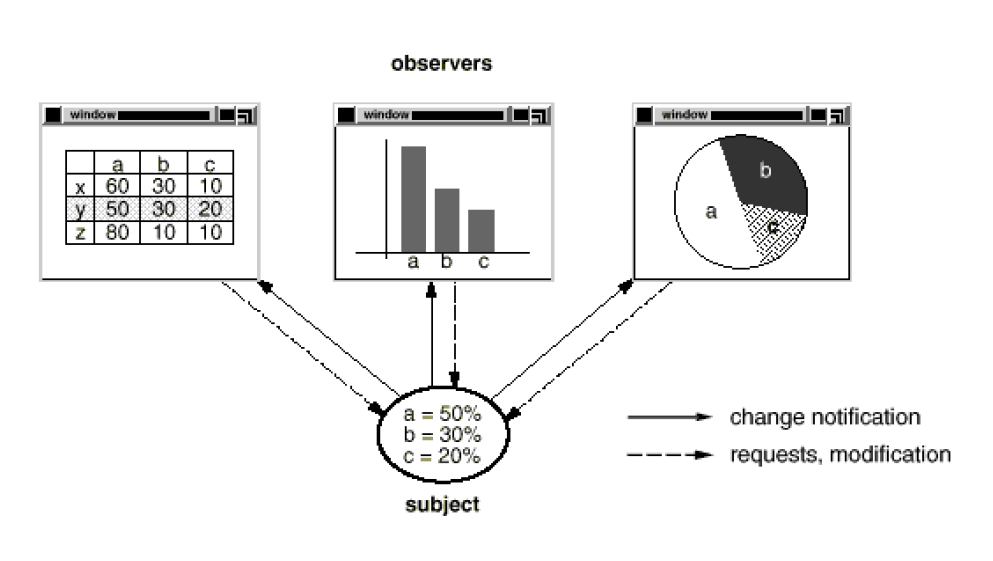 observers
window
a b c
x 60 30 10
y 50 30 20
z 80 10 10
window
a b c
window
b
a
c
a = 50%
b = 30%
c = 20%
subject
change notification
requests, modification